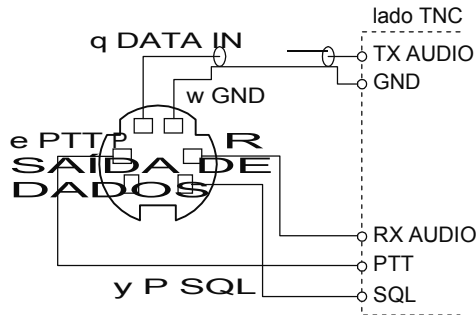 lado TNC
q DATA IN
TX AUDIO
GND
w GND
e PTT P R
SAÍDA DE
DADOS
RX AUDIO
PTT
y P SQL
SQL